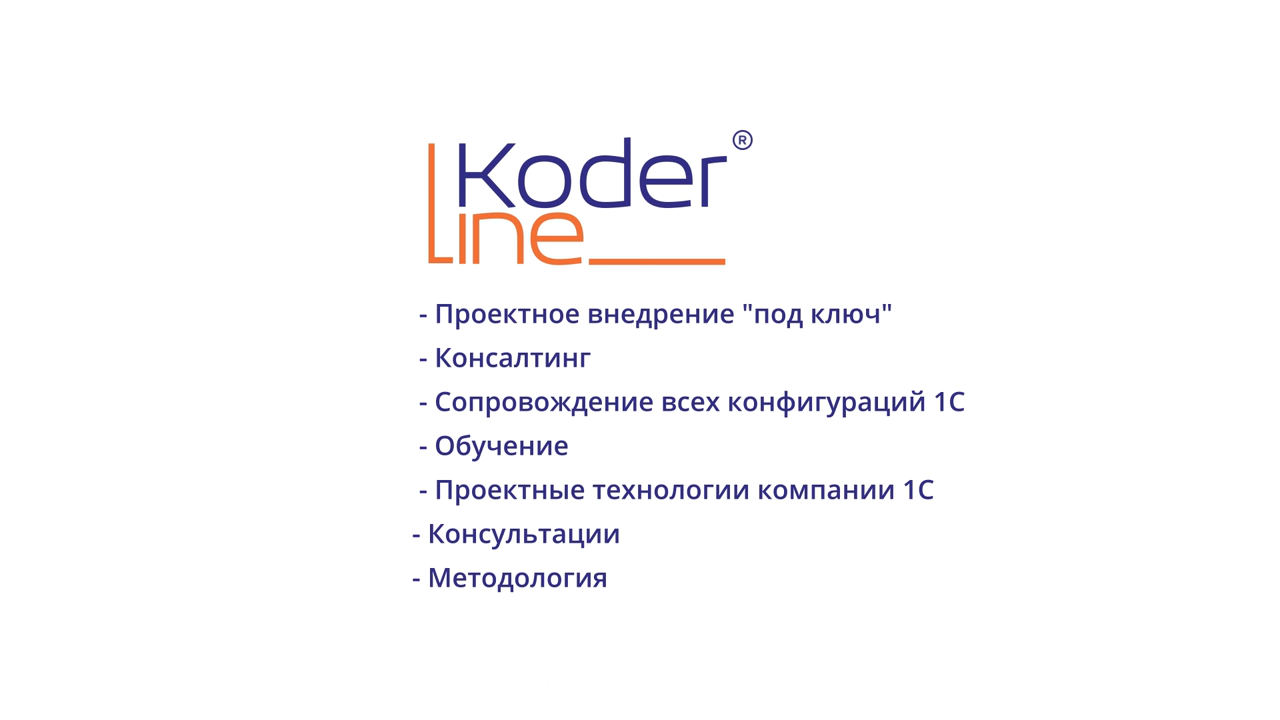 Koder®
Line
- Проектное внедрение "под ключ"
- Консалтинг
- Сопровождение всех конфигураций 1С
- Обучение
- Проектные технологии компании 1С
- Консультации
- Методология